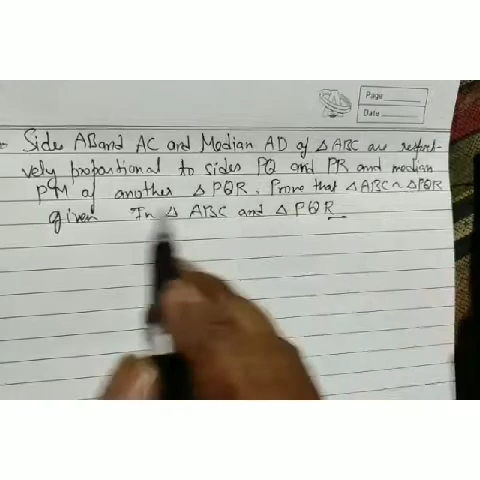 Page
Date
Side AB and AC and Median AD of △ ABC are respect-
vely proportional to sides PQ and PR and median
PM of another △ PQR. Prove that △ABC ~ △PQR
given In △ ABC and △ PQR